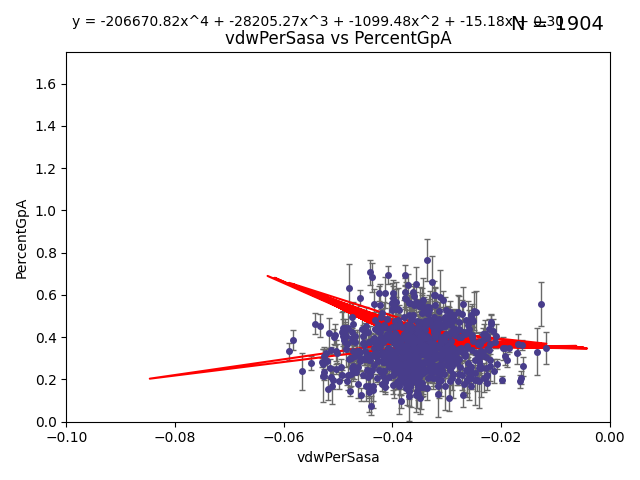 y = -206670.82x^4 + -28205.27x^3 + -1099.48x^2 + -15.18x + 0.30
N = 1904
vdwPerSasa vs PercentGpA
PercentGpA
1.6
1.4
1.2
1.0
0.8
0.6
0.4
0.2
0.0
−0.10 −0.08 −0.06 −0.04 −0.02 0.00
vdwPerSasa